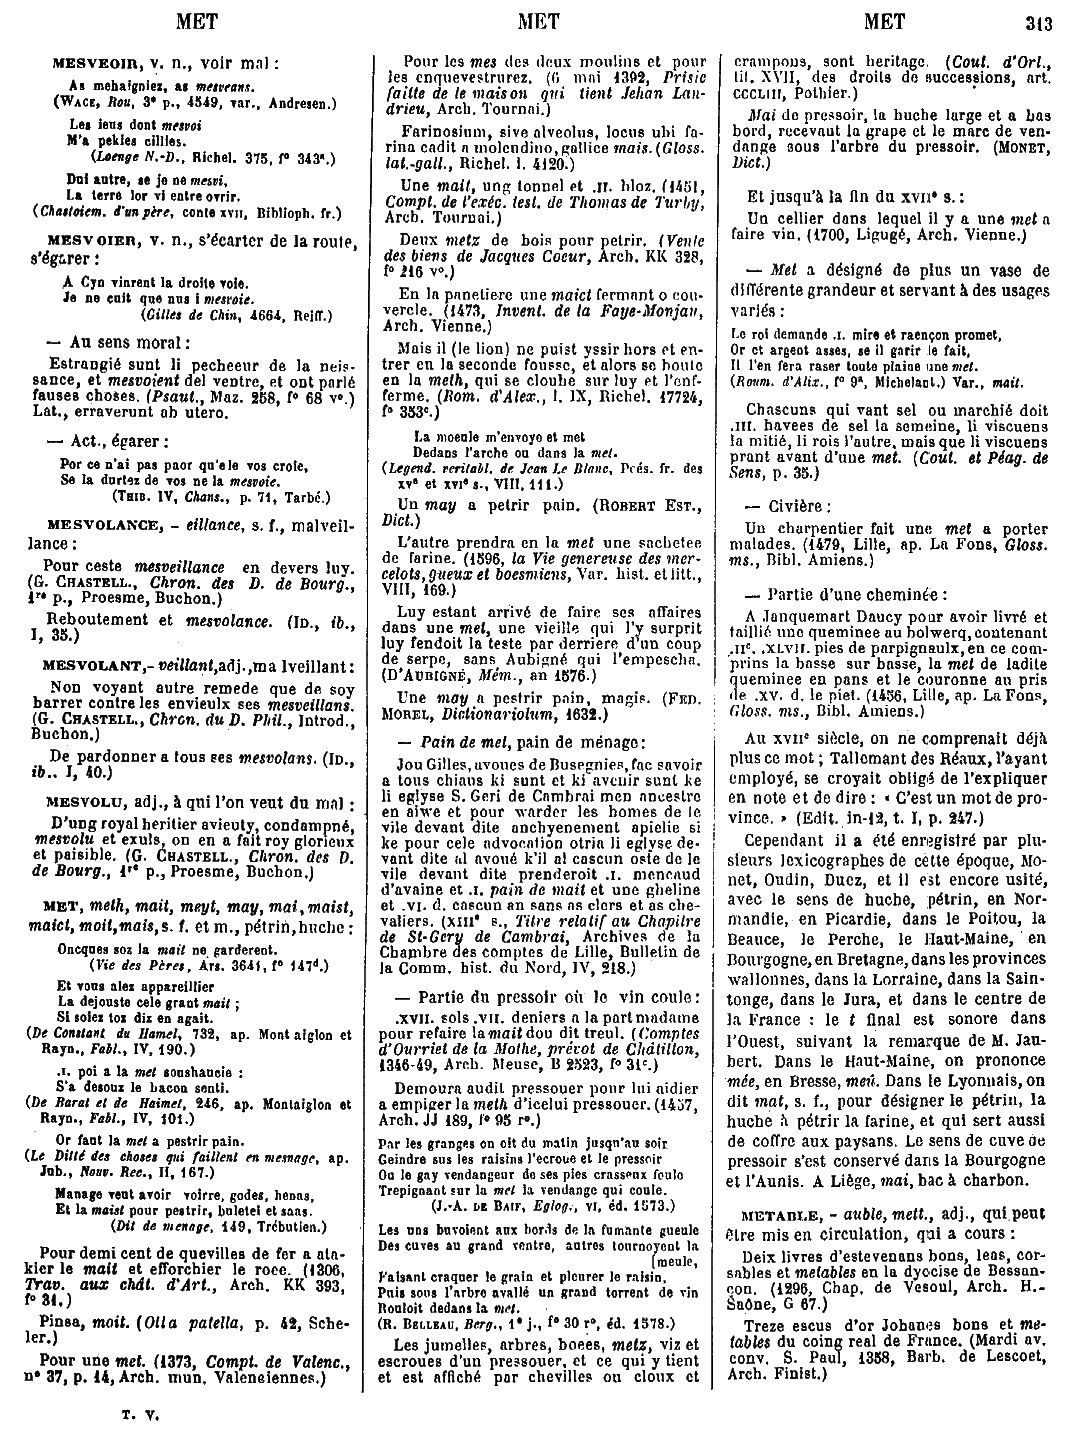 MET
MET
MET
313
MESVEOIR, v. n., voir mal :
As mehaigniez, as mesveans.
(WACE, Rou, 3e p., 4549, var., Andresen.)
Les ieus dont mesvoi
M'a pekies cillies.
(Loenge N.-D., Richel. 375, fo 343e.)
Dui autre, se je ne mesvi,
La terre lor vi entre ovrir.
(Chastoiem. d'un père, conte XVII, Biblioph. fr.)
MESVOIER, v. n., s'écarter de la route,
s'égarer :
A Cyn vinrent la droite voie.
Je ne cuit que nus i mesvoie.
(Gilles de Chin, 4664, Reiff.)
— Au sens moral :
Estrangié sunt li pecheeur de la neis-
sance, et mesvoient del ventre, et ont parlé
fauses choses. (Psaut., Maz. 258, fo 68 vo.)
Lat., erraverunt ab utero.
— Act., égarer :
Por ce n'ai pas paor qu'ele vos croie,
Se la durtez de vos ne la mesvoie.
(THIB. IV, Chans., p. 71, Tarbé.)
MESVOLANCE, - eillance, s. f., malveil-
lance :
Pour ceste mesveillance en devers luy.
(G. CHASTELL., Chron. des D. de Bourg.,
1re p., Proesme, Buchon.)
Reboutement et mesvolance. (ID., ib.,
I, 35.)
MESVOLANT,- veillant,adj.,ma lveillant:
Non voyant autre remede que de soy
barrer contre les envieulx ses mesveillans.
(G. CHASTELL., Chron. du D. Phil., Introd.,
Buchon.)
De pardonner a tous ses mesvolans. (ID.,
ib.. I, 40.)
MESVOLU, adj., à qui l'on veut du mal :
D'ung royal heritier avieuty, condampné,
mesvolu et exuls, on en a fait roy glorieux
et paisible. (G. CHASTELL., Chron. des D.
de Bourg., 1re p., Proesme, Buchon.)
MET, meth, mait, meyt, may, mai, maist,
maict, moit,mais, s. f. et m., pétrin, huche :
Oncques soz la mait ne garderent.
(Vie des Pères, Ars. 3641, fo 147d.)
Et vous alez appareillier
La dejouste cele grant mait ;
Si soiez toz dix en agait.
(De Constant du Hamel, 732, ap. Montaiglon et
Rayn., Fabl., IV, 190.)
.I. poi a la met soushaucie :
S'a desouz le bacon senti.
(De Barat et de Haimet, 246, ap. Montaiglon et
Rayn., Fabl., IV, 101.)
Or faut la met a pestrir pain.
(Le Ditté des choses qui faillent en mesnage, ap.
Jub., Nouv. Rec., II, 167.)
Manage veut avoir voirre, godes, henas,
Et la maist pour pestrir, buletel et sans.
(Dit de menage, 149, Trébutien.)
Pour demi cent de quevilles de fer a ata-
kier le mait et efforchier le roce. (1306,
Trav. aux chât. d'Art., Arch. KK 393,
fo 31.)
Pinsa, moit. (Olla patella, p. 42, Sche-
ler.)
Pour une met. (1373, Compt. de Valenc.,
no 37, p. 14, Arch. mun. Valenciennes.)
T. V.
Pour les mes des deux moulins et pour
les enquevestrurez. (6 mai 1392, Prisie
faitte de le maison qui tient Jehan Lan-
drieu, Arch. Tournai.)
Farinosium, sive alveolus, locus ubi fa-
rina cadit a molendino, gallice mais. (Gloss.
lat.-gall., Richel. l. 4120.)
Une mait, ung tonnel et .II. bloz. (1451,
Compt. de l'exéc. test. de Thomas de Turby,
Arch. Tournai.)
Deux metz de bois pour petrir. (Vente
des biens de Jacques Coeur, Arch. KK 328,
fo 216 vo.)
En la panetiere une maict fermant o cou-
vercle. (1473, Invent. de la Faye-Monjau,
Arch. Vienne.)
Mais il (le lion) ne puist yssir hors et en-
trer en la seconde fousse, et alors se boute
en la meth, qui se cloube sur luy et l'enf-
ferme. (Rom. d'Alex., l. IX, Richel. 17724,
fo 353c.)
La moenle m'envoye et met
Dedans l'arche ou dans la met.
(Legend. veritabl. de Jean Le Blanc, Poés. fr. des
XVe et XVIe s., VIII, 111.)
Un may a petrir pain. (ROBERT EST.,
Dict.)
L'autre prendra en la met une sachetee
de farine. (1596, la Vie genereuse des mer-
celots, gueux et boesmiens, Var. hist. et litt.,
VIII, 169.)
Luy estant arrivé de faire ses affaires
dans une met, une vieille qui l'y surprit
luy fendoit la teste par derriere d'un coup
de serpe, sans Aubigné qui l'empescha.
(D'AUBIGNÉ, Mém., an 1576.)
Une may a pestrir pain, magis. (FED.
MOREL, Dictionariolum, 1632.)
— Pain de met, pain de ménage:
Jou Gilles, avoues de Busegnies, fac savoir
a tous chiaus ki sunt et ki avenir sunt ke
li eglyse S. Geri de Cambrai men ancestre
en aiwe et pour warder les homes de le
vile devant dite anchyenement apielie si
ke pour cele advocation otria li eglyse de-
vant dite al avoué k'il al cascun oste de le
vile devant dite prenderoit .I. mencaud
d'avaine et .I. pain de mait et une gheline
et .VI. d. cascun an sans as clers et as che-
valiers. (XIIIe s., Titre relatif au Chapitre
de St-Gery de Cambrai, Archives de la
Chambre des comptes de Lille, Bulletin de
la Comm. hist. du Nord, IV, 218.)
— Partie du pressoir où le vin coule:
.XVII. sols .VII. deniers a la part madame
pour refaire la mait dou dit treul. (Comptes
d'Ourriet de la Mothe, prévot de Châtillon,
1346-49, Arch. Meuse, B 2523, fo 31c.)
Demoura audit pressouer pour lui aidier
a empiger la meth d'icelui pressouer. (1457,
Arch. JJ 189, fo 95 ro.)
Par les granges on oit du matin jusqu'au soir
Geindre sus les raisins l'ecroue et le pressoir
Ou le gay vendangeur de ses pies crasseux foulo
Trepignant sur la met la vendange qui coule.
(J.-A. DE BAIF, Eglog., VI, éd. 1573.)
Les uns buvoient aux bords de la fumante gueule
Des cuves au grand ventre, autres tournoyent la
[meule,
Faisant craquer le grain et pleurer le raisin,
Puis sous l'arbre avallé un grand torrent de vin
Rouloit dedans la met.
(R. BELLEAU, Berg., 1e j., fo 30 ro, éd. 1578.)
Les jumelles, arbres, boees, metz, viz et
escroues d'un pressouer, et ce qui y tient
et est affiché par chevilles ou cloux et
crampons, sont heritage. (Cout. d'Orl.,
tit. XVII, des droits de successions, art.
CCCLIII, Pothier.)
Mai de pressoir, la huche large et a bas
bord, recevant la grape et le marc de ven-
dange sous l'arbre du pressoir. (MONET,
Dict.)
Et jusqu'à la fin du XVIIe s. :
Un cellier dans lequel il y a une met a
faire vin. (1700, Ligugé, Arch. Vienne.)
— Met a désigné de plus un vase de
différente grandeur et servant à des usages
variés :
Le roi demande .I. mire et raençon promet,
Or et argent asses, se il garir le fait,
Il l'en fera raser toute plaine une met.
(Roum. d'Alix., fo 9a, Michelant.) Var., mait.
Chascuns qui vant sel ou marchié doit
.III. havees de sel la semeine, li viscuens
la mitié, li rois l'autre, mais que li viscuens
prant avant d'une met. (Cout. et Péag. de
Sens, p. 35.)
— Civière :
Un charpentier fait une met a porter
malades. (1479, Lille, ap. La Fons, Gloss.
ms., Bibl. Amiens.)
— Partie d'une cheminée :
A Janquemart Daucy pour avoir livré et
taillié une queminee au bolwerq, contenant
.IIc. .XLVII. pies de parpignaulx, en ce com-
prins la basse sur basse, la met de ladite
queminee en pans et le couronne au pris
de .XV. d. le piet. (1456, Lille, ap. La Fons,
Gloss. ms., Bibl. Amiens.)
Au XVIIe siècle, on ne comprenait déjà
plus ce mot ; Tallemant des Réaux, l'ayant
employé, se croyait obligé de l'expliquer
en note et de dire : « C'est un mot de pro-
vince. » (Edit. in-12, t. I, p. 247.)
Cependant il a été enregistré par plu-
sieurs lexicographes de cette époque, Mo-
net, Oudin, Duez, et il est encore usité,
avec le sens de huche, pétrin, en Nor-
mandie, en Picardie, dans le Poitou, la
Beauce, le Perche, le Haut-Maine, en
Bourgogne, en Bretagne, dans les provinces
wallonnes, dans la Lorraine, dans la Sain-
tonge, dans le Jura, et dans le centre de
la France : le t final est sonore dans
l'Ouest, suivant la remarque de M. Jau-
bert. Dans le Haut-Maine, on prononce
mée, en Bresse, meû. Dans le Lyonnais, on
dit mat, s. f., pour désigner le pétrin, la
huche à pétrir la farine, et qui sert aussi
de coffre aux paysans. Le sens de cuve de
pressoir s'est conservé dans la Bourgogne
et l'Aunis. A Liège, mai, bac à charbon.
METABLE, - auble, mett., adj., qui peut
être mis en circulation, qui a cours :
Deix livres d'estevenans bons, leas, cor-
sables et metables en la dyocise de Bessan-
çon. (1296, Chap. de Vesoul, Arch. H.-
Saône, G 67.)
Treze escus d'or Johanes bons et me-
tables du coing real de France. (Mardi av.
conv. S. Paul, 1358, Barb. de Lescoet,
Arch. Finist.)